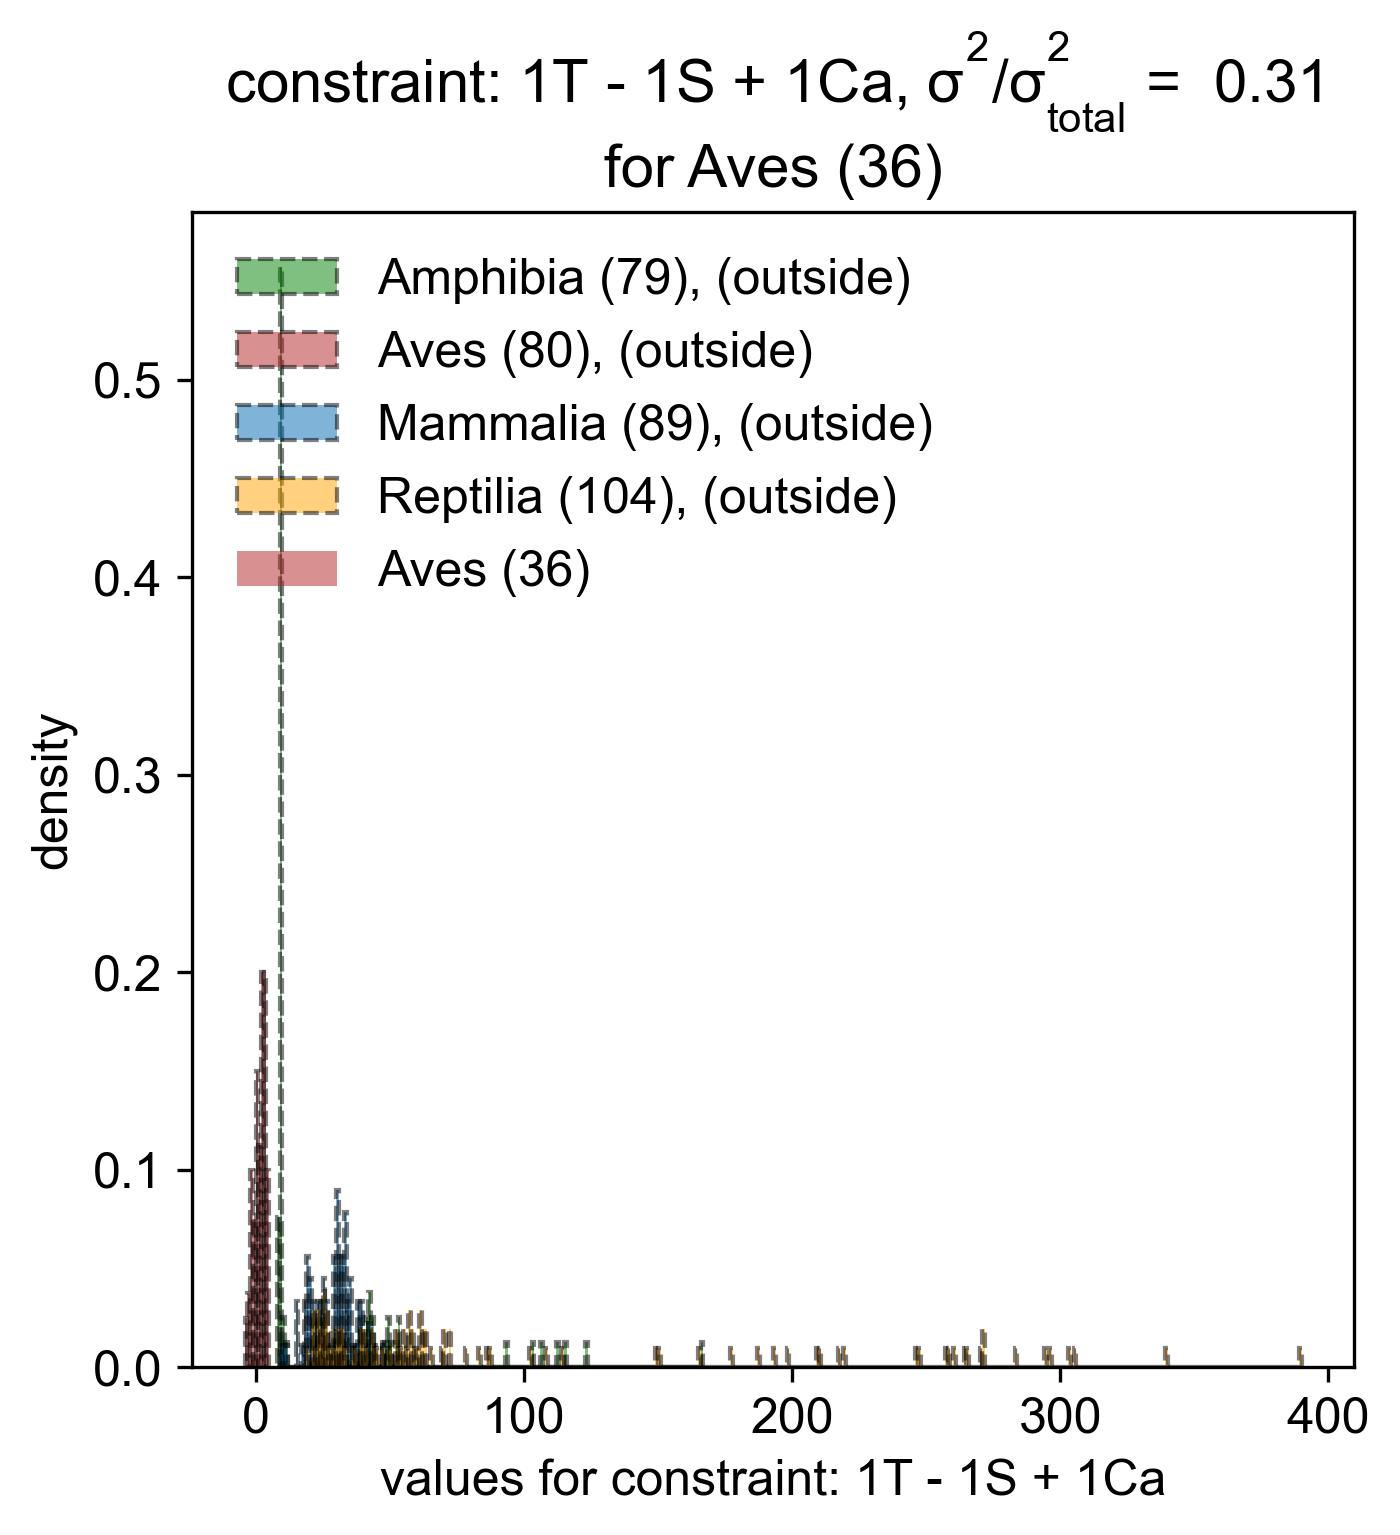 constraint: 1T - 1S + 1Ca, σ²/σ²total = 0.31
for Aves (36)
Amphibia (79), (outside)
Aves (80), (outside)
Mammalia (89), (outside)
Reptilia (104), (outside)
Aves (36)
density
0.5
0.4
0.3
0.2
0.1
0.0
0 100 200 300 400
values for constraint: 1T - 1S + 1Ca